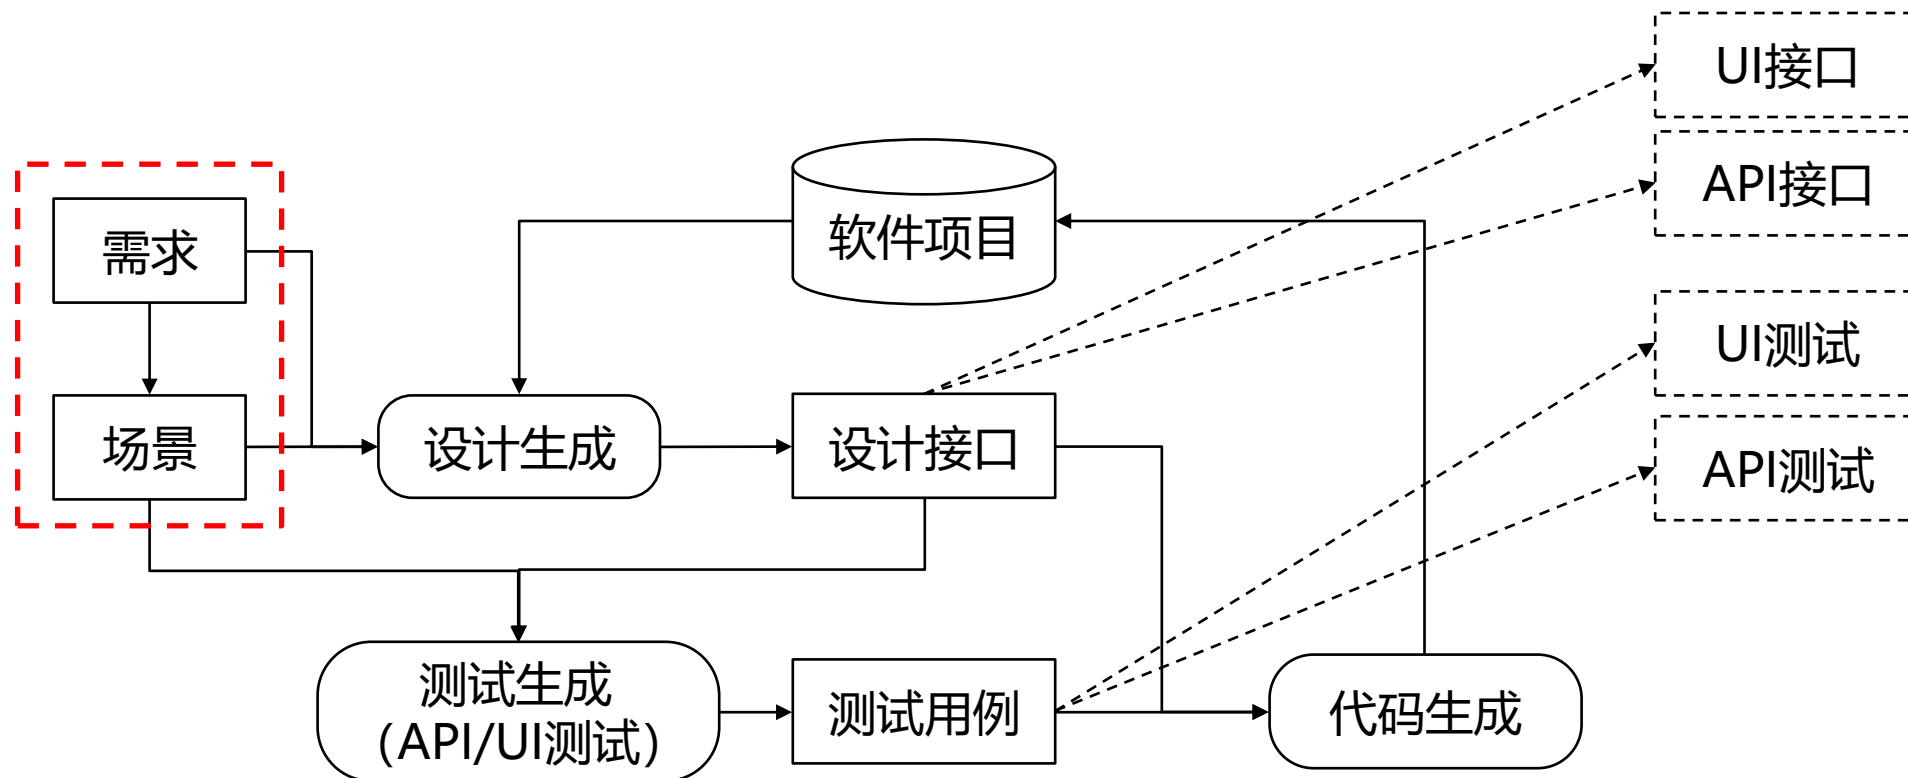 UI接口
API接口
软件项目
需求
UI测试
场景
设计生成
设计接口
API测试
测试生成
（API/UI测试）
测试用例
代码生成